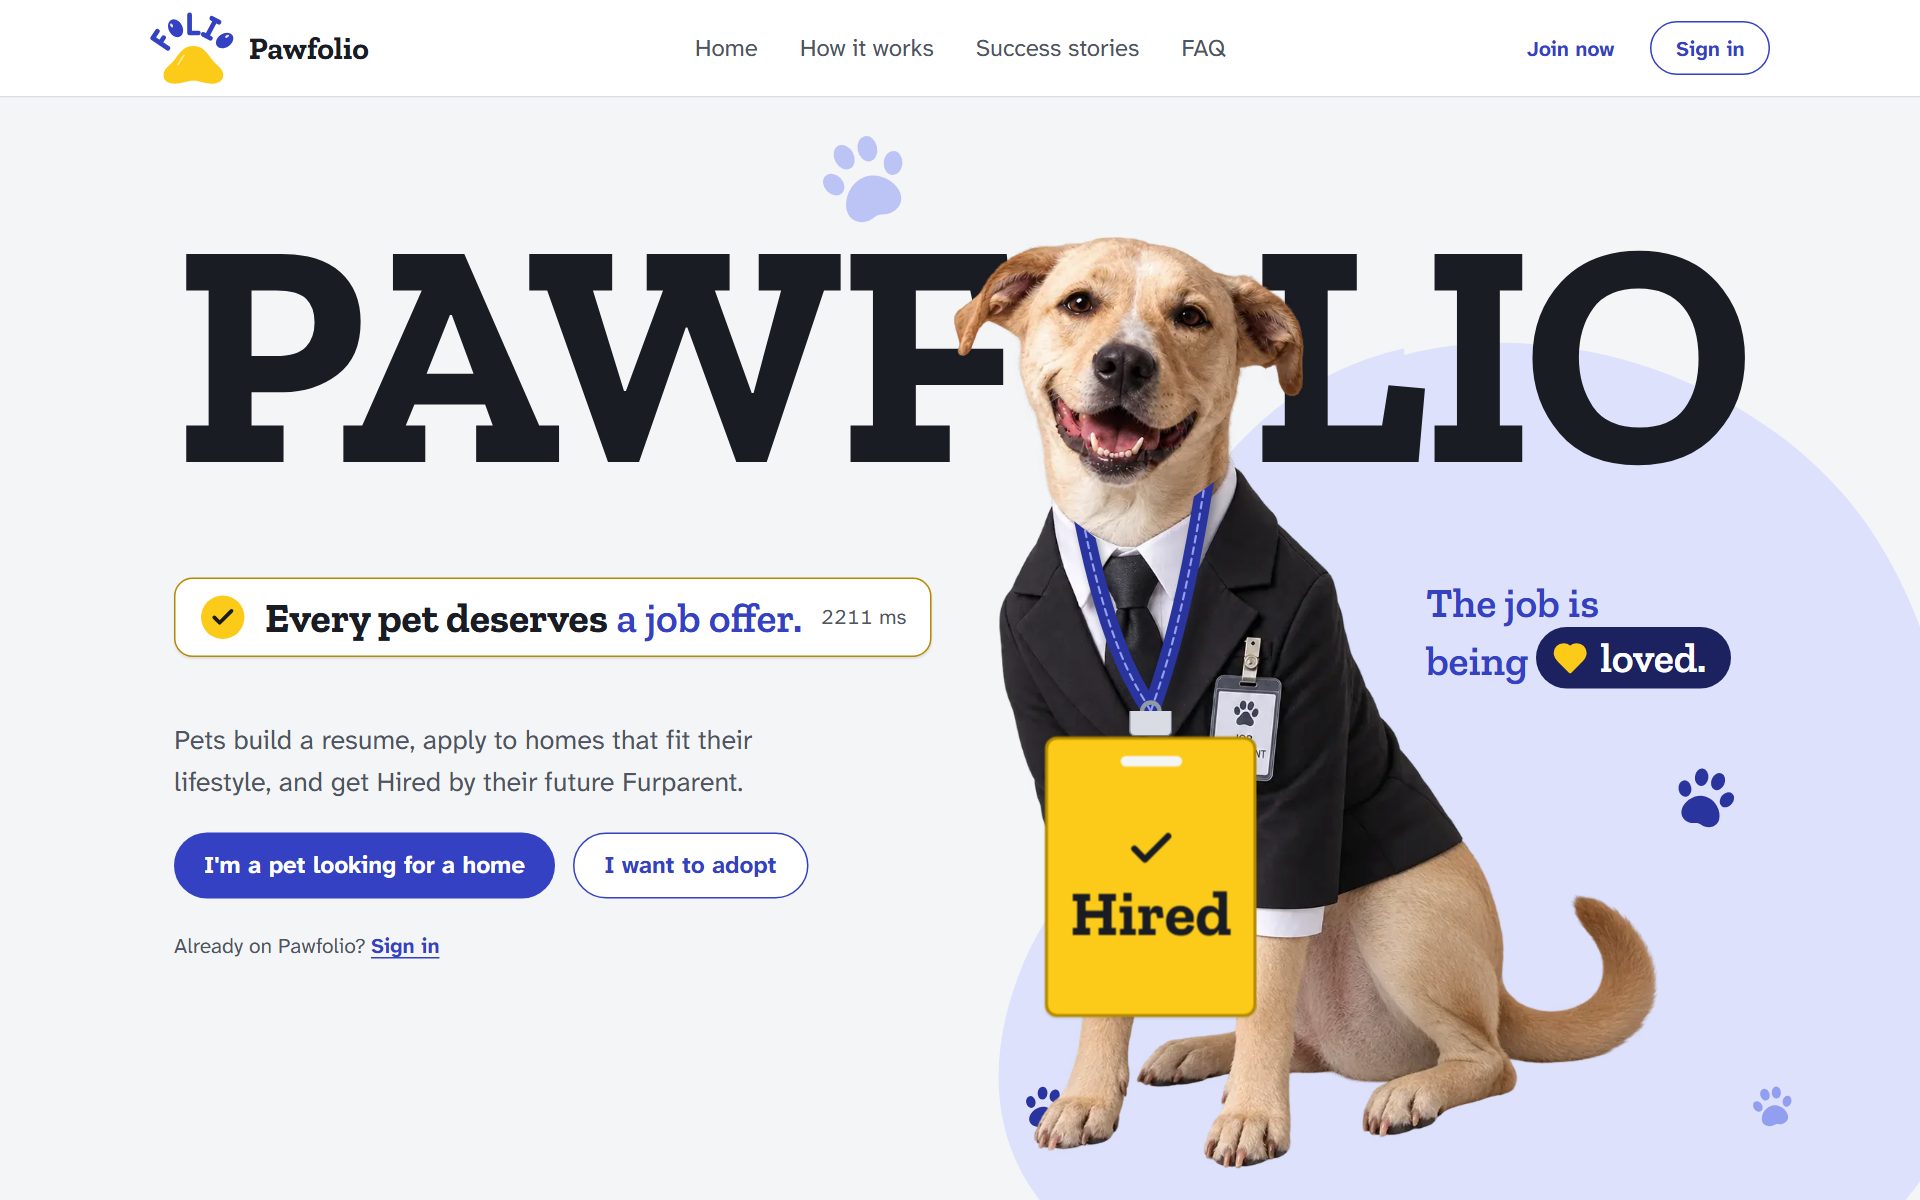 FOLIO
Pawfolio
Home
How it works
Success stories
FAQ
Join now
Sign in
PAWF LIO
Every pet deserves a job offer.
2211 ms
The job is
being loved.
Pets build a resume, apply to homes that fit their
lifestyle, and get Hired by their future Furparent.
I'm a pet looking for a home
I want to adopt
Already on Pawfolio? Sign in
Hired